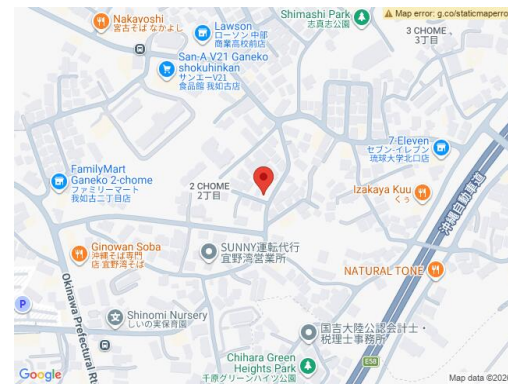 Nakayoshi
宮古そば なかよし
Lawson
ローソン 中部
商業高校前店
Shimashi Park
志真志公園
Map error: g.co/staticmaperro
3 CHOME
3丁目
San-A V21 Ganeko
shokuhinkan
サンエーV21
食品館 我如古店
7-Eleven
セブン-イレブン
琉球大学北口店
FamilyMart
Ganeko 2-chome
ファミリーマート
我如古二丁目店
2 CHOME
2丁目
Izakaya Kuu
くぅ
沖縄自動車道
Ginowan Soba
沖縄そば専門
店 宜野湾そば
SUNNY運転代行
宜野湾営業所
NATURAL TONE
Okinawa Prefectural Rte
P
Shinomi Nursery
しいの実保育園
国吉大陸公認会計士・
税理士事務所
E58
Chihara Green
Heights Park
千原グリーンハイツ公園
Google
Map data ©2026